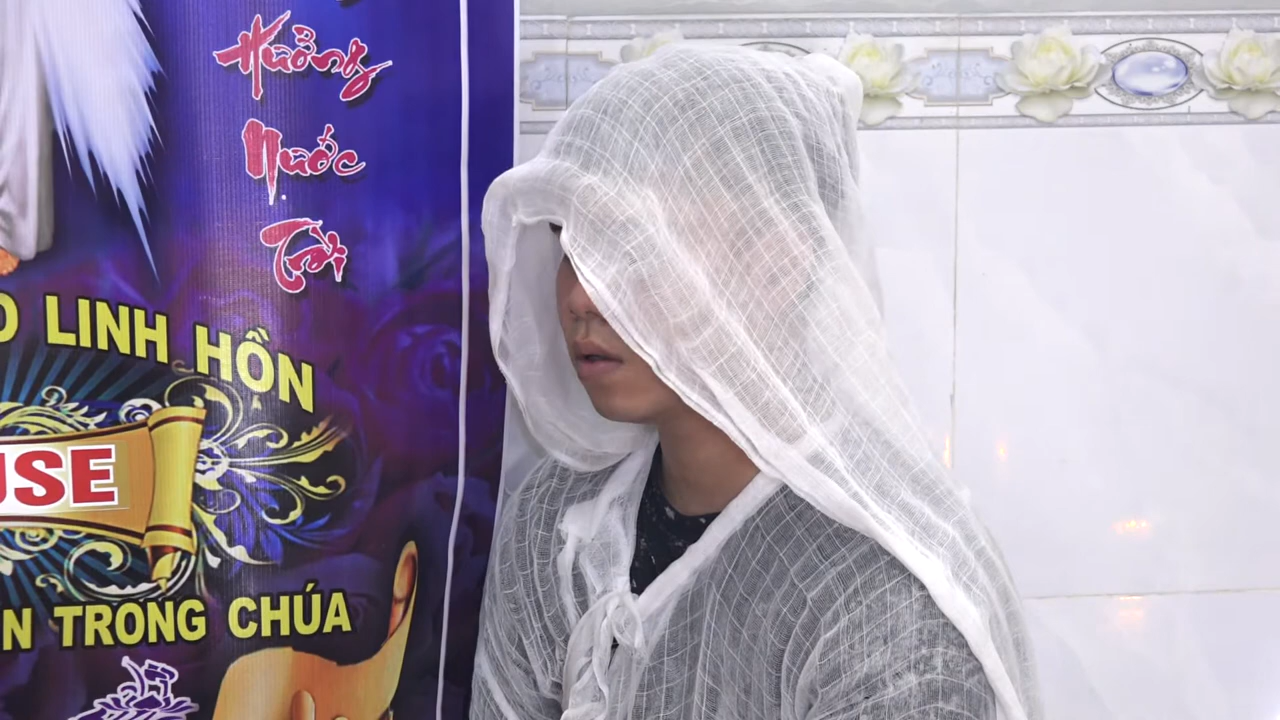 Hưởng
Nước
Trời
O LINH HỒN
USE
N TRONG CHÚA